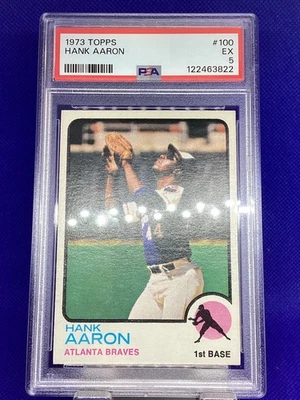 1973 TOPPS #100
HANK AARON EX
5
PSA 122463822
HANK
AARON
ATLANTA BRAVES 1st BASE